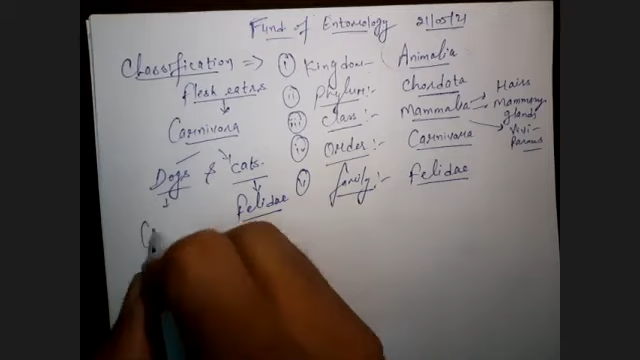 Fund of Entomology 21/05/21
Classification => i) Kingdom- Animalia
Flesh eaters ii) Phylum:- Chordata
Carnivora iii) Class:- Mammalia
Hairs
Mammary glands
Vivi-
Parous
iv) Order:- Carnivora
Dogs & Cats-
v) family:- Felidae
felidae
C